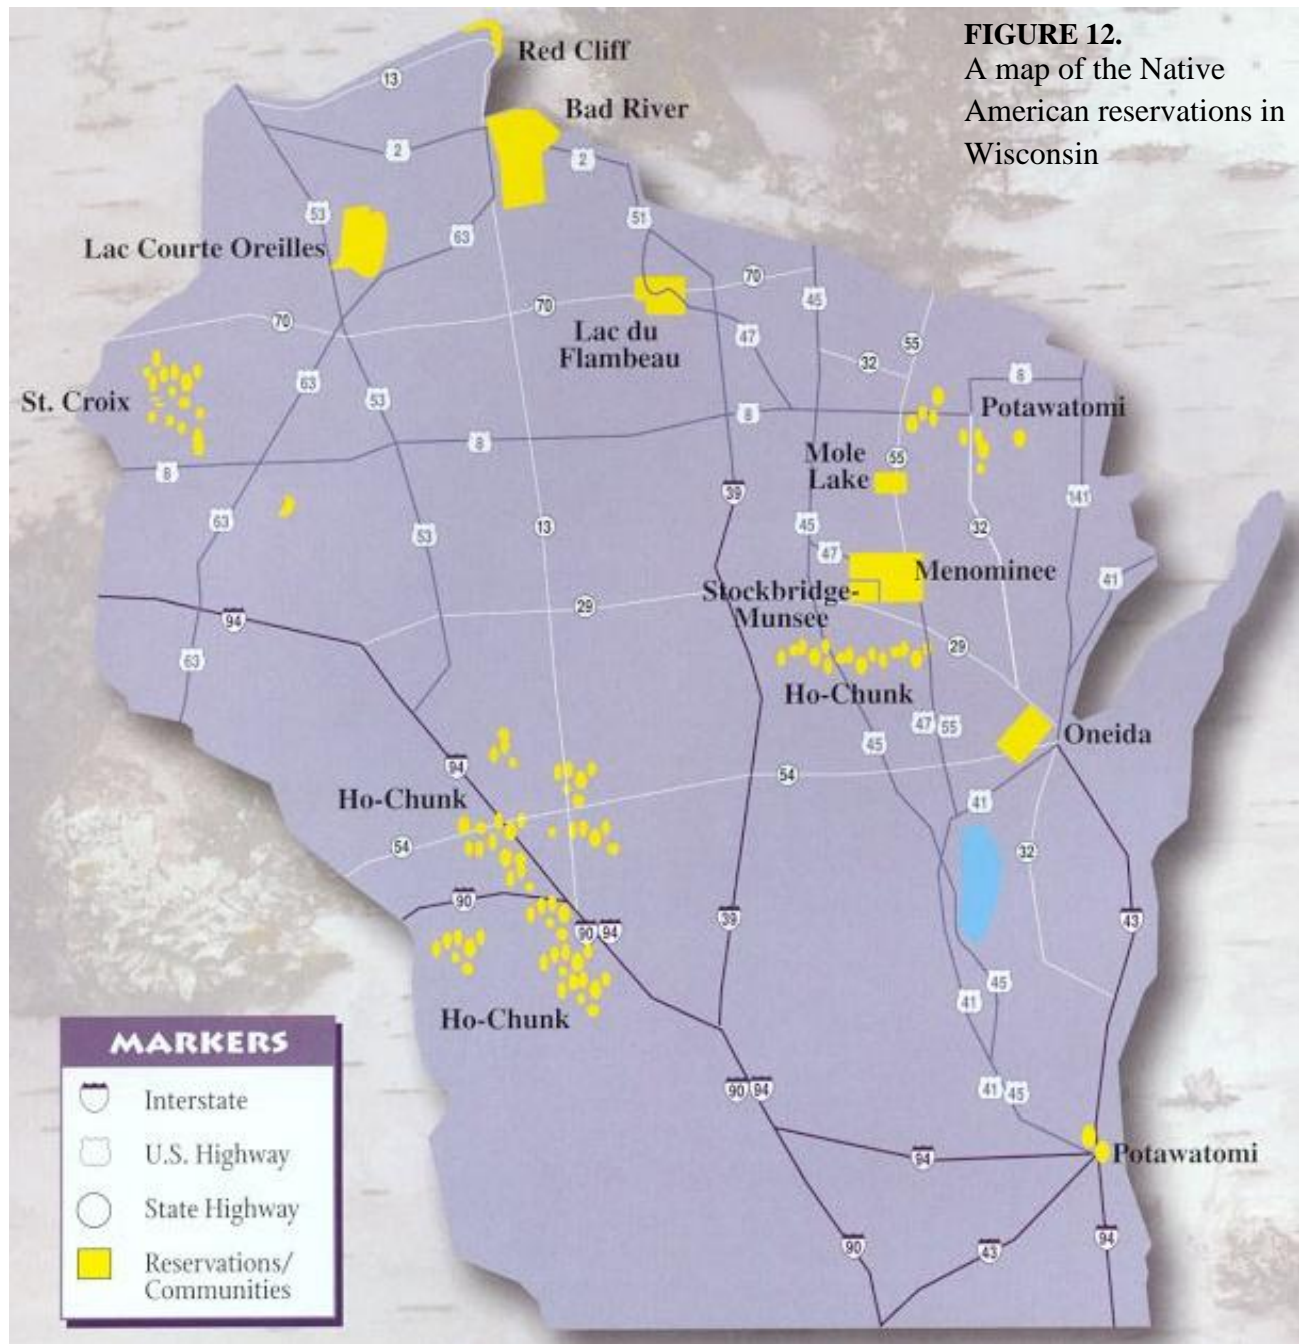 FIGURE 12.
A map of the Native
American reservations in
Wisconsin
Red Cliff
13
Bad River
2
2
53
51
63
Lac Courte Oreilles
70
45
70
70
Lac du
Flambeau
47
55
32
63
53
8
St. Croix
8
Potawatomi
8
8
Mole
Lake
55
39
141
63
13
45
32
53
47
Menominee
41
Stockbridge-
Munsee
29
94
63
29
Ho-Chunk
47
55
45
Oneida
94
54
Ho-Chunk
41
54
32
90
39
43
90
94
45
41
Ho-Chunk
90
94
41
45
94
Potawatomi
90
43
94
MARKERS
Interstate
U.S. Highway
State Highway
Reservations/
Communities